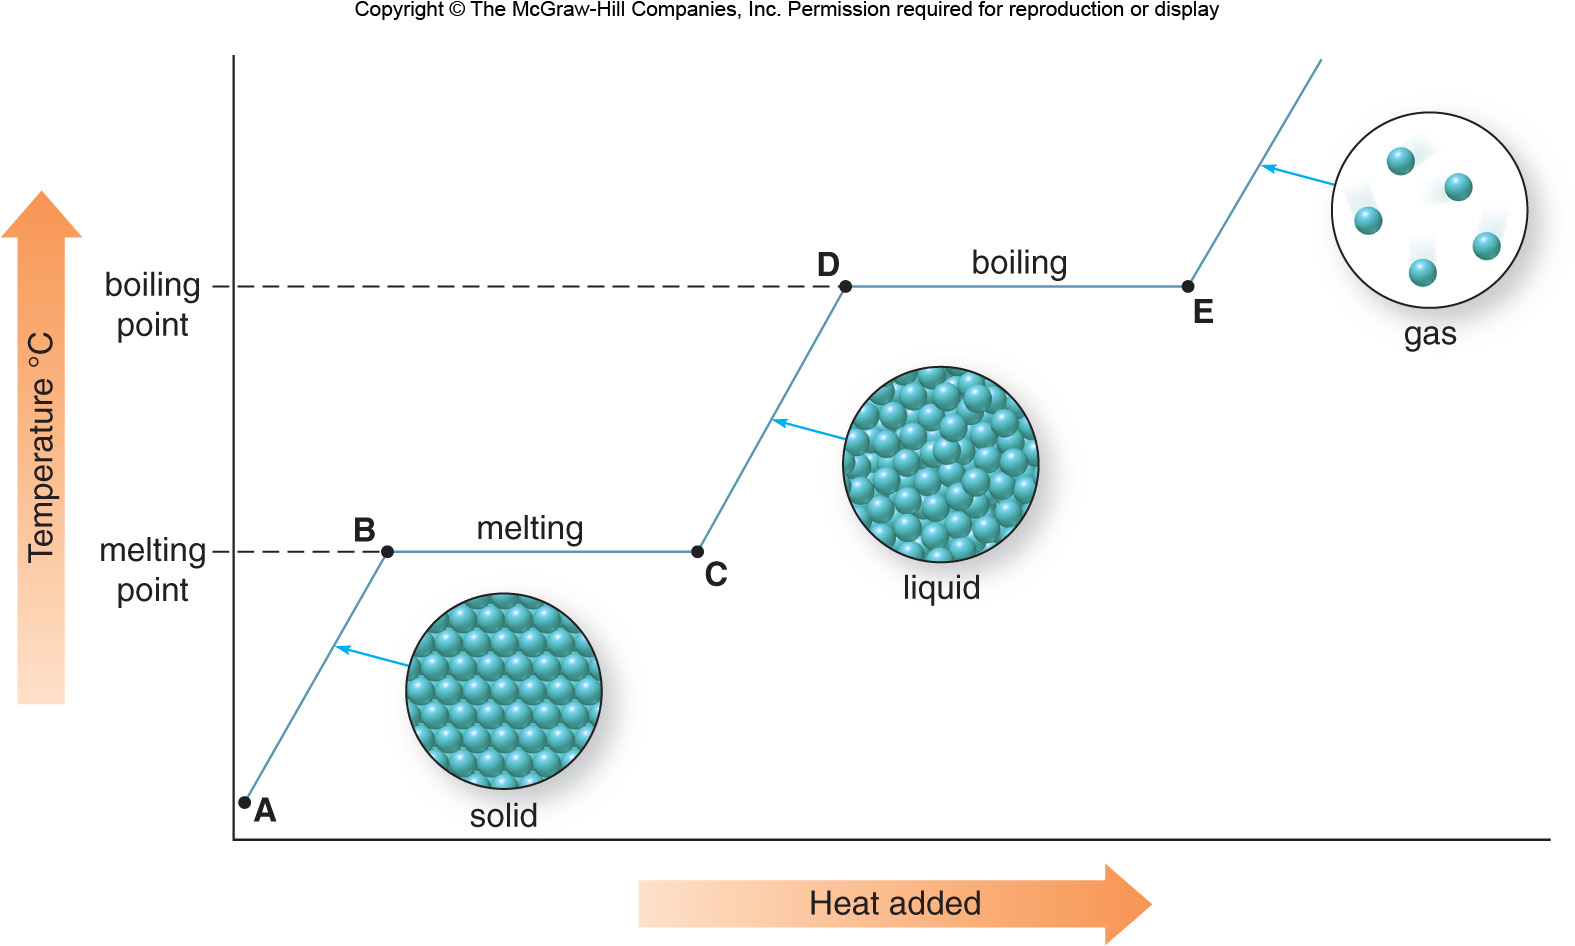 Copyright © The McGraw-Hill Companies, Inc. Permission required for reproduction or display
Temperature °C
boiling
point
melting
point
A
B
melting
C
D
boiling
E
solid
liquid
gas
Heat added